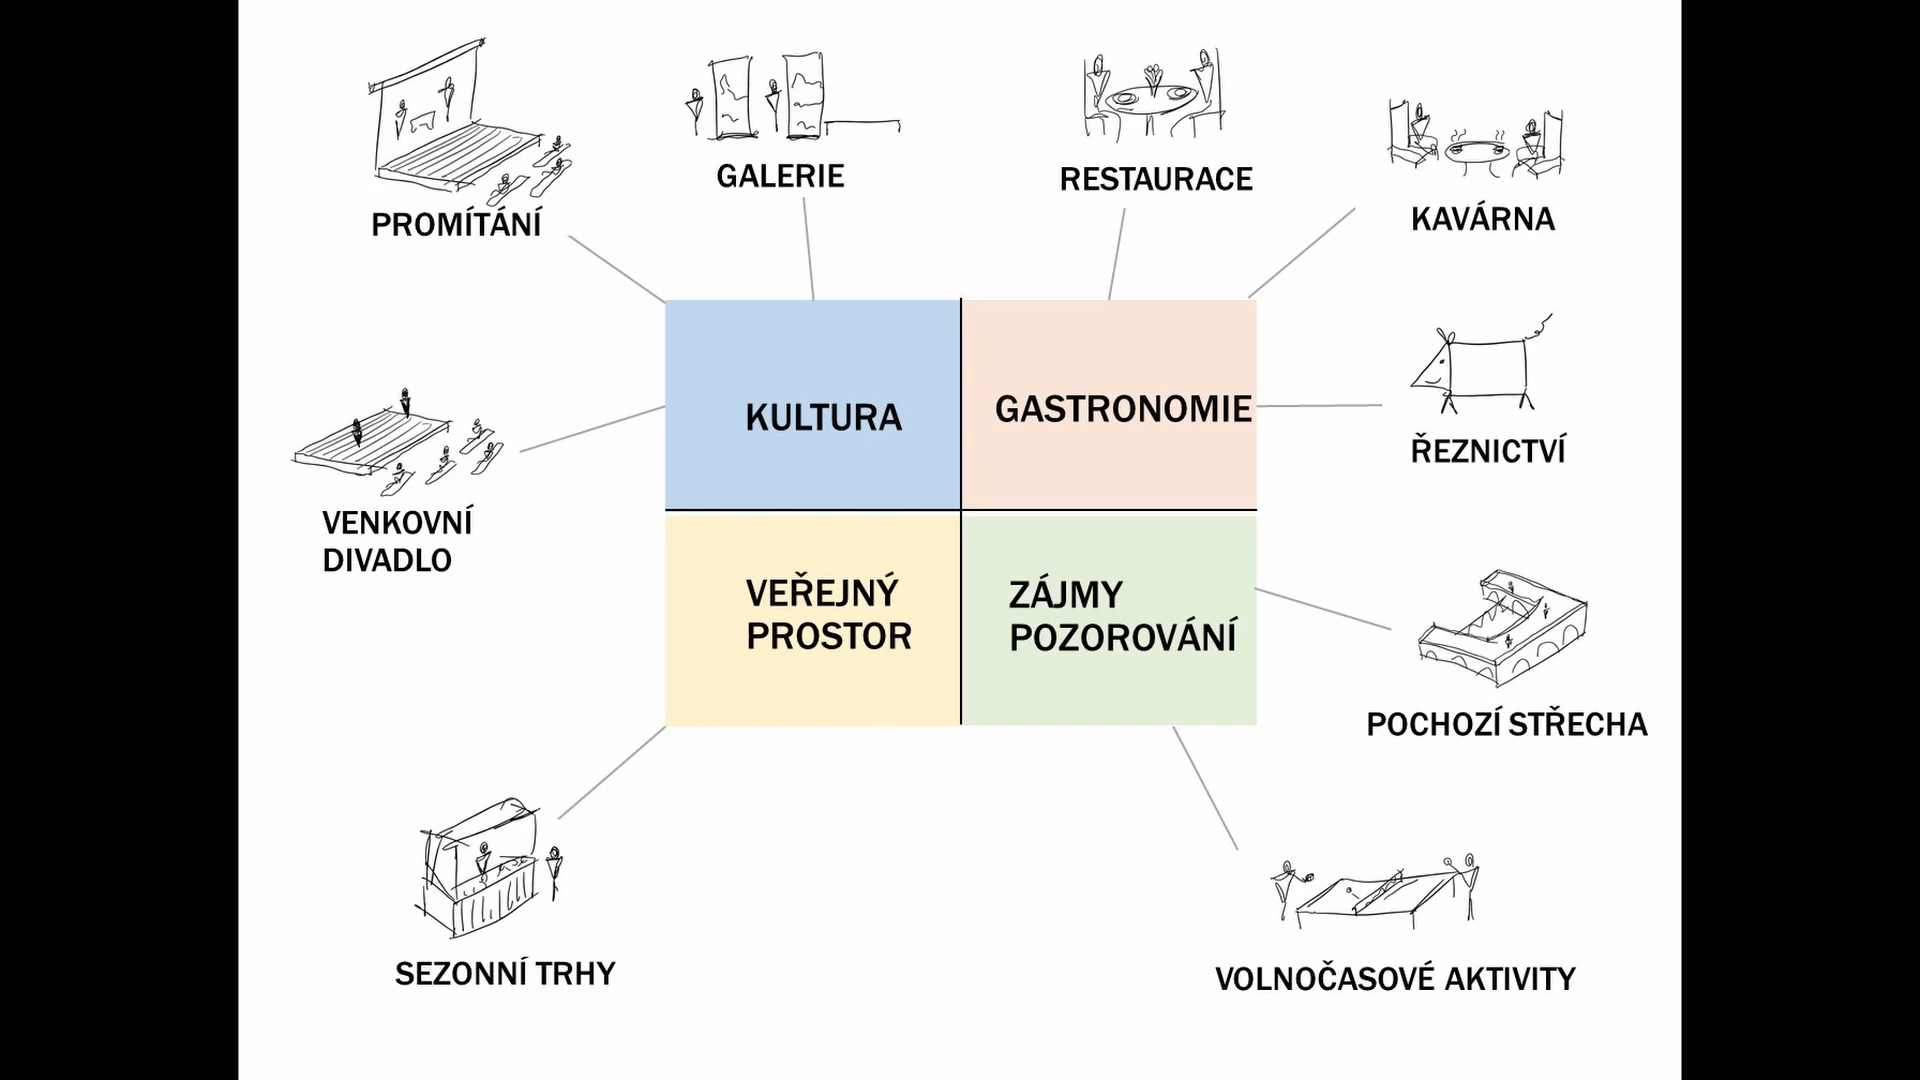 PROMÍTÁNÍ
GALERIE
RESTAURACE
KAVÁRNA
KULTURA
GASTRONOMIE
ŘEZNICTVÍ
VENKOVNÍ
DIVADLO
VEŘEJNÝ
PROSTOR
ZÁJMY
POZOROVÁNÍ
POCHOZÍ STŘECHA
SEZONNÍ TRHY
VOLNOČASOVÉ AKTIVITY